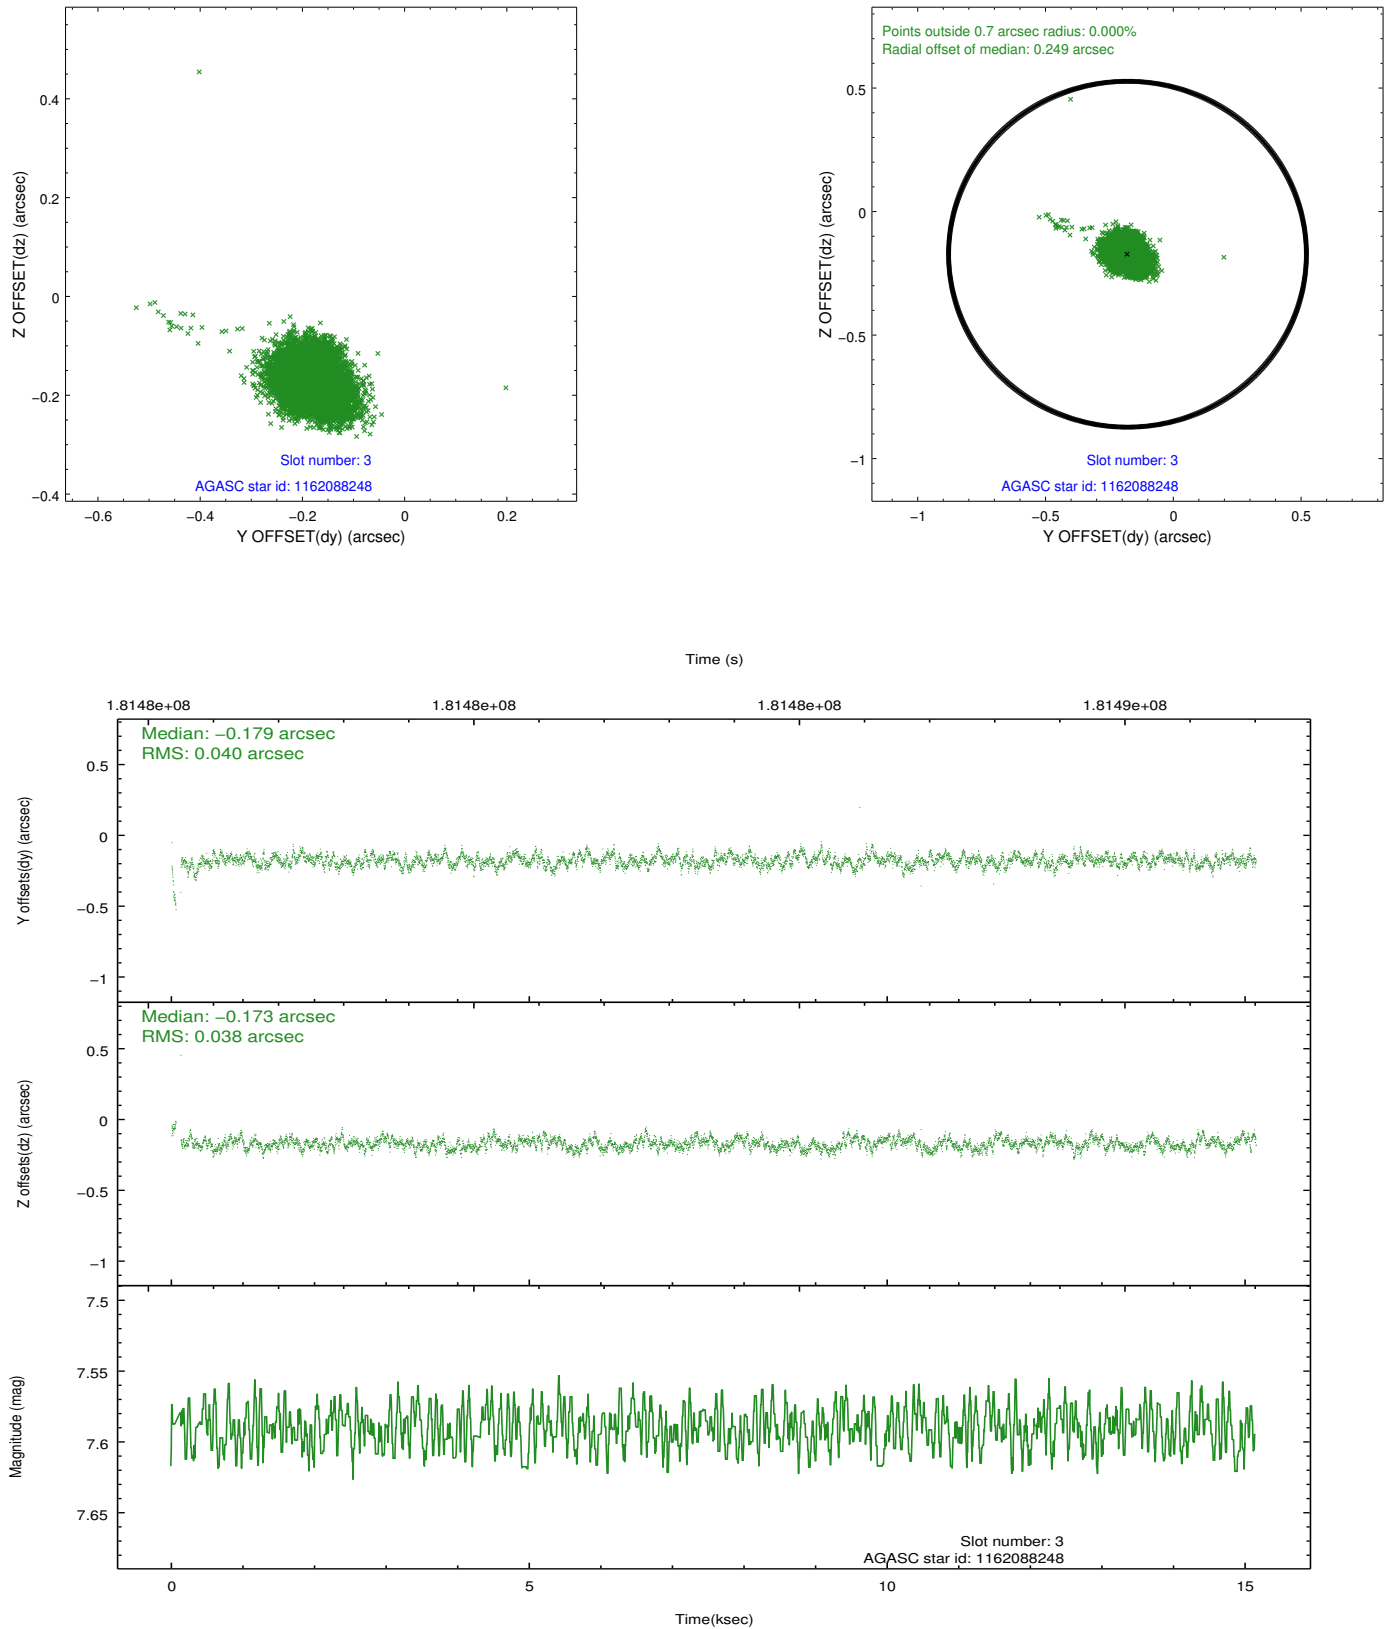 0.4
0.2
0
−0.2
−0.4
Z OFFSET(dz) (arcsec)
Slot number: 3
AGASC star id: 1162088248
−0.6
−0.4
−0.2
0
0.2
Y OFFSET(dy) (arcsec)
Points outside 0.7 arcsec radius: 0.000%
Radial offset of median: 0.249 arcsec
0.5
0
−0.5
−1
Z OFFSET(dz) (arcsec)
Slot number: 3
AGASC star id: 1162088248
−1
−0.5
0
0.5
Y OFFSET(dy) (arcsec)
Time (s)
1.8148e+08
1.8148e+08
1.8148e+08
1.8149e+08
Median: −0.179 arcsec
RMS: 0.040 arcsec
0.5
0
−0.5
−1
Y offsets(dy) (arcsec)
Median: −0.173 arcsec
RMS: 0.038 arcsec
0.5
0
−0.5
−1
Z offsets(dz) (arcsec)
7.5
7.55
7.6
7.65
Magnitude (mag)
Slot number: 3
AGASC star id: 1162088248
0
5
10
15
Time(ksec)